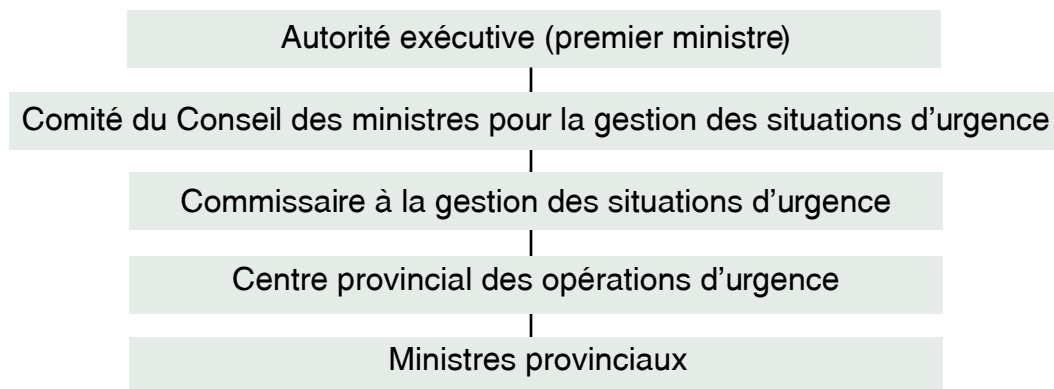 Autorité exécutive (premier ministre)
Comité du Conseil des ministres pour la gestion des situations d'urgence
Commissaire à la gestion des situations d'urgence
Centre provincial des opérations d'urgence
Ministres provinciaux